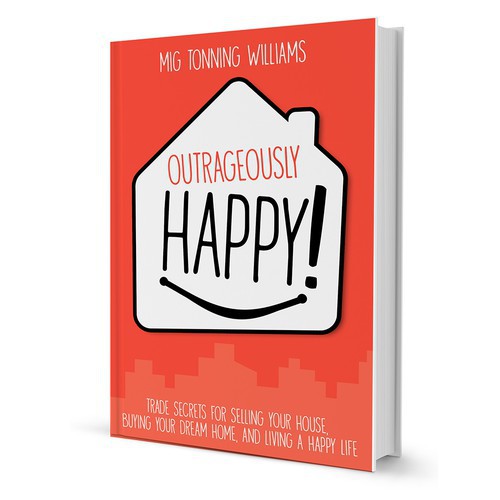 MIG TONNING WILLIAMS
OUTRAGEOUSLY
HAPPY!
TRADE SECRETS FOR SELLING YOUR HOUSE,
BUYING YOUR DREAM HOME, AND LIVING A HAPPY LIFE